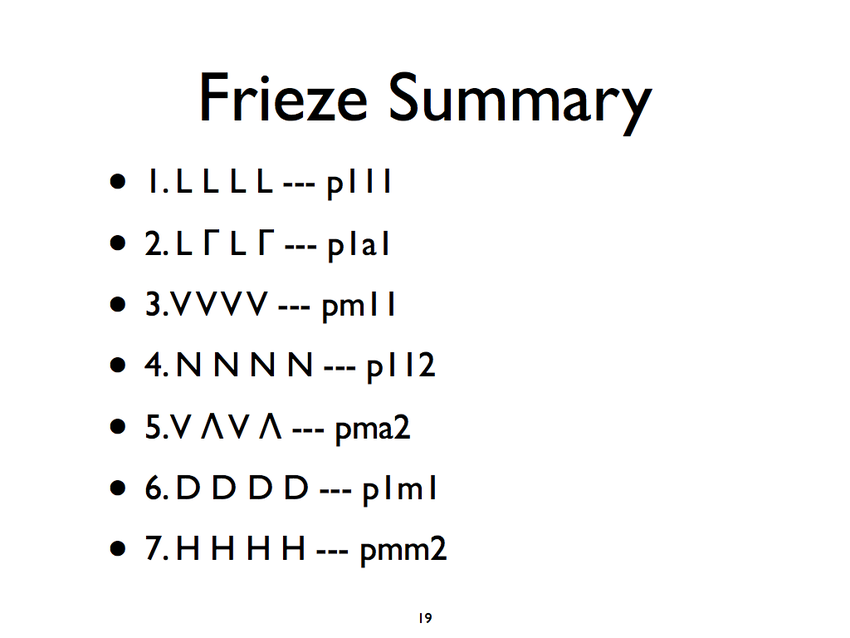 Frieze Summary
• 1. L L L L --- p111
• 2. L Γ L Γ --- p1a1
• 3. V V V V --- pm11
• 4. N N N N --- p112
• 5. V Λ V Λ --- pma2
• 6. D D D D --- p1m1
• 7. H H H H --- pmm2
19